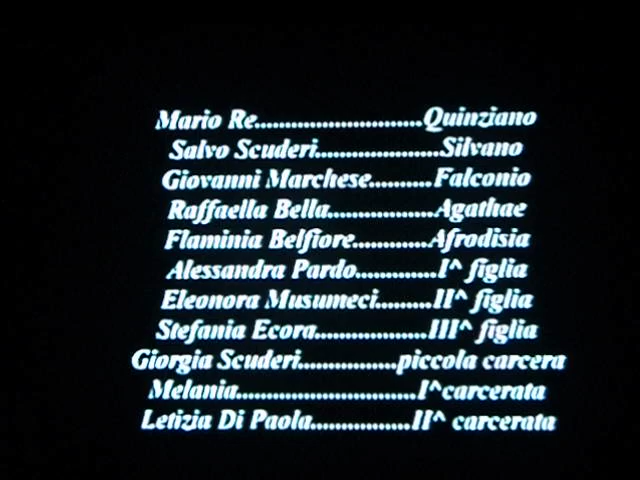 Mario Re............................Quinziano
Salvo Scuderi.....................Silvano
Giovanni Marchese...........Falconio
Raffaella Bella..................Agathae
Flaminia Belfiore.............Afrodisia
Alessandra Pardo..............I^ figlia
Eleonora Musumeci.........II^ figlia
Stefania Ecora...................III^ figlia
Giorgia Scuderi.................piccola carcera
Melania..............................I^carcerata
Letizia Di Paola.................II^ carcerata